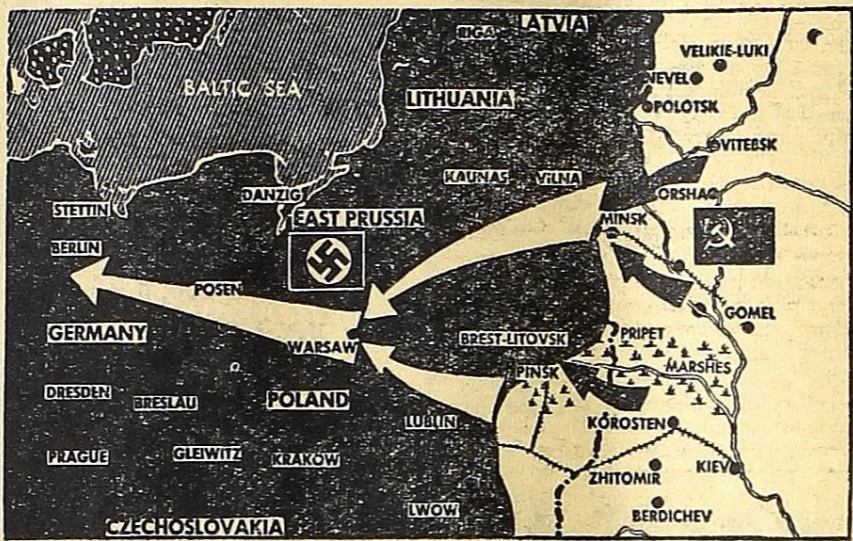 LATVIA
RIGA
VELIKIE-LUKI
NEVEL
BALTIC SEA
LITHUANIA
POLOTSK
VITEBSK
KAUNAS
VILNA
ORSHA
STETTIN
DANZIG
EAST PRUSSIA
MINSK
BERLIN
POSEN
GOMEL
GERMANY
WARSAW
BREST-LITOVSK
PRIPET
MARSHES
PINSK
DRESDEN
BRESLAU
POLAND
LUBLIN
KOROSTEN
PRAGUE
GLEIWITZ
KRAKOW
ZHITOMIR
KIEV
LWOW
BERDICHEV
CZECHOSLOVAKIA